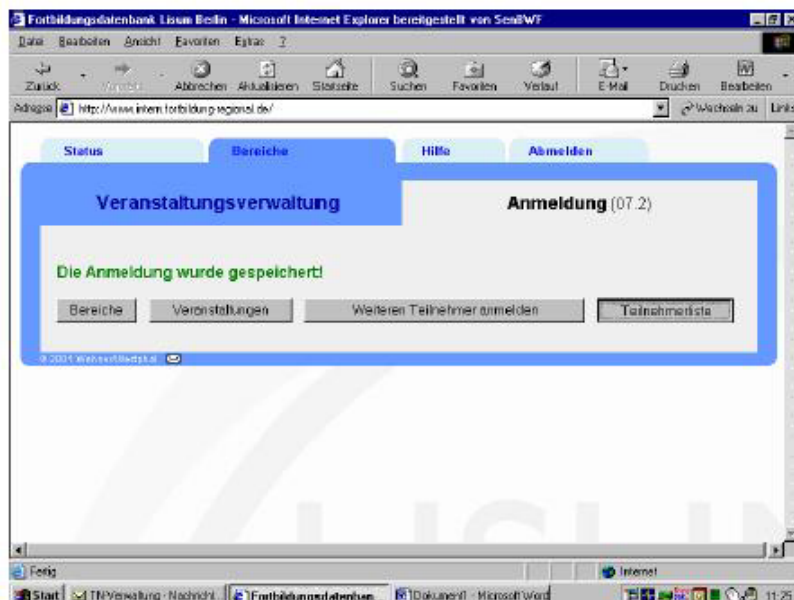 Fortbildungsdatenbank Lisum Berlin - Microsoft Internet Explorer bereitgestellt von SenBWF
Datei Bearbeiten Ansicht Favoriten Extras ?
Zurück Vorwärts Abbrechen Aktualisieren Startseite Suchen Favoriten Verlauf E-Mail Drucken Bearbeiten
Adresse http://www.intern.fortbildung-regional.de/ Wechseln zu Links
Status Bereiche Hilfe Abmelden
Veranstaltungsverwaltung Anmeldung (07.2)
Die Anmeldung wurde gespeichert!
Bereiche Veranstaltungen Weiteren Teilnehmer anmelden Teilnehmerliste
© 2004
LISUM
Fertig Internet
Start TN-Verwaltung - Nachricht... Fortbildungsdatenban... Dokument1 - Microsoft Word 11:25